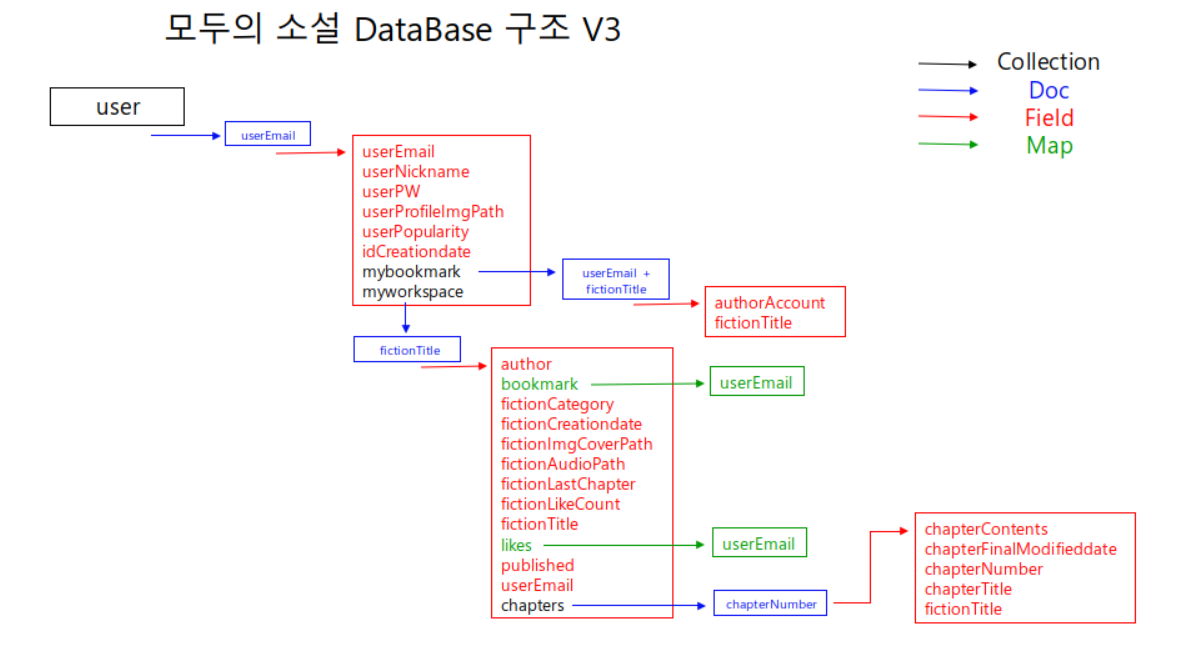 모두의 소설 DataBase 구조 V3
Collection
Doc
Field
Map
user
userEmail
userEmail
userNickname
userPW
userProfileImgPath
userPopularity
idCreationdate
mybookmark
myworkspace
userEmail +
fictionTitle
authorAccount
fictionTitle
fictionTitle
author
bookmark
fictionCategory
fictionCreationdate
fictionImgCoverPath
fictionAudioPath
fictionLastChapter
fictionLikeCount
fictionTitle
likes
published
userEmail
chapters
userEmail
userEmail
chapterNumber
chapterContents
chapterFinalModifieddate
chapterNumber
chapterTitle
fictionTitle